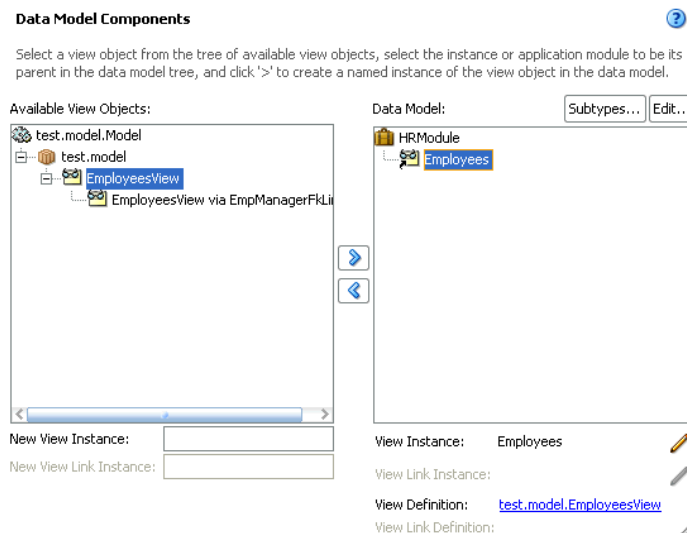 Data Model Components
Select a view object from the tree of available view objects, select the instance or application module to be its
parent in the data model tree, and click '>' to create a named instance of the view object in the data model.
Available View Objects:
Data Model:
Subtypes...
Edit..
test.model.Model
test.model
EmployeesView
EmployeesView via EmpManagerFkLi
HRModule
Employees
New View Instance:
New View Link Instance:
View Instance: Employees
View Link Instance:
View Definition: test.model.EmployeesView
View Link Definition: